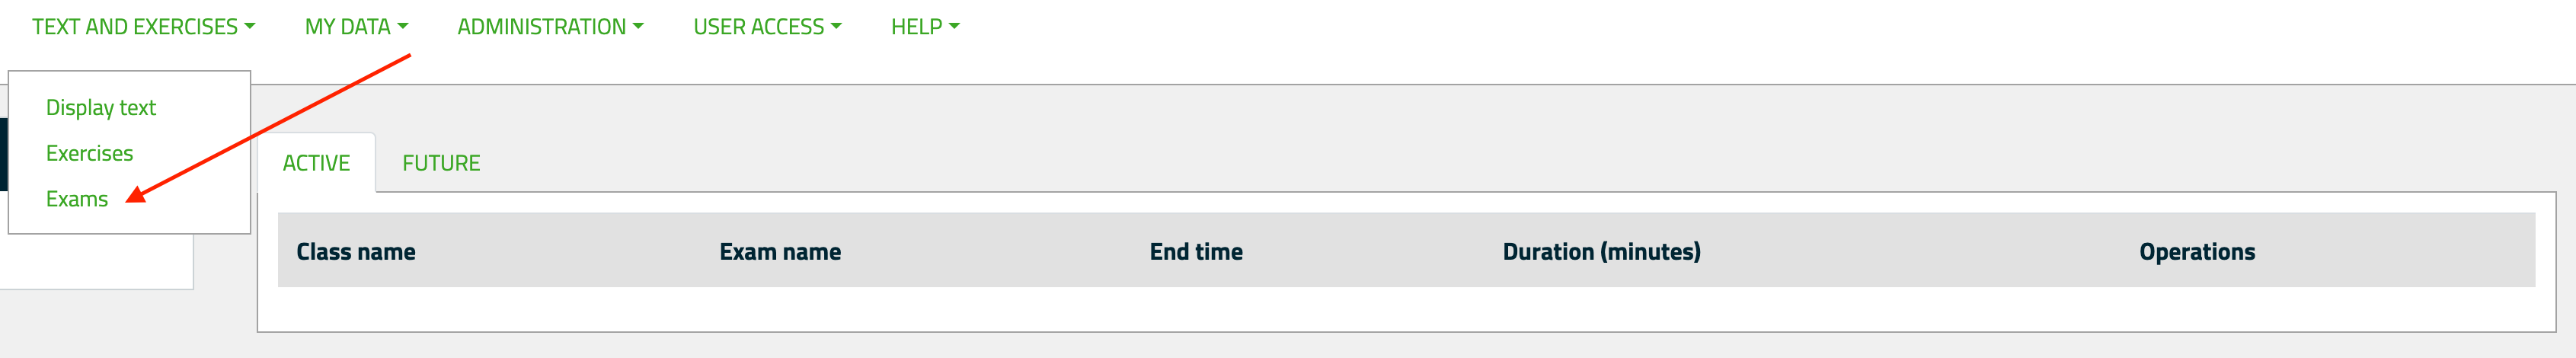 TEXT AND EXERCISES MY DATA ADMINISTRATION USER ACCESS HELP
Display text
Exercises
Exams
ACTIVE FUTURE
Class name Exam name End time Duration (minutes) Operations